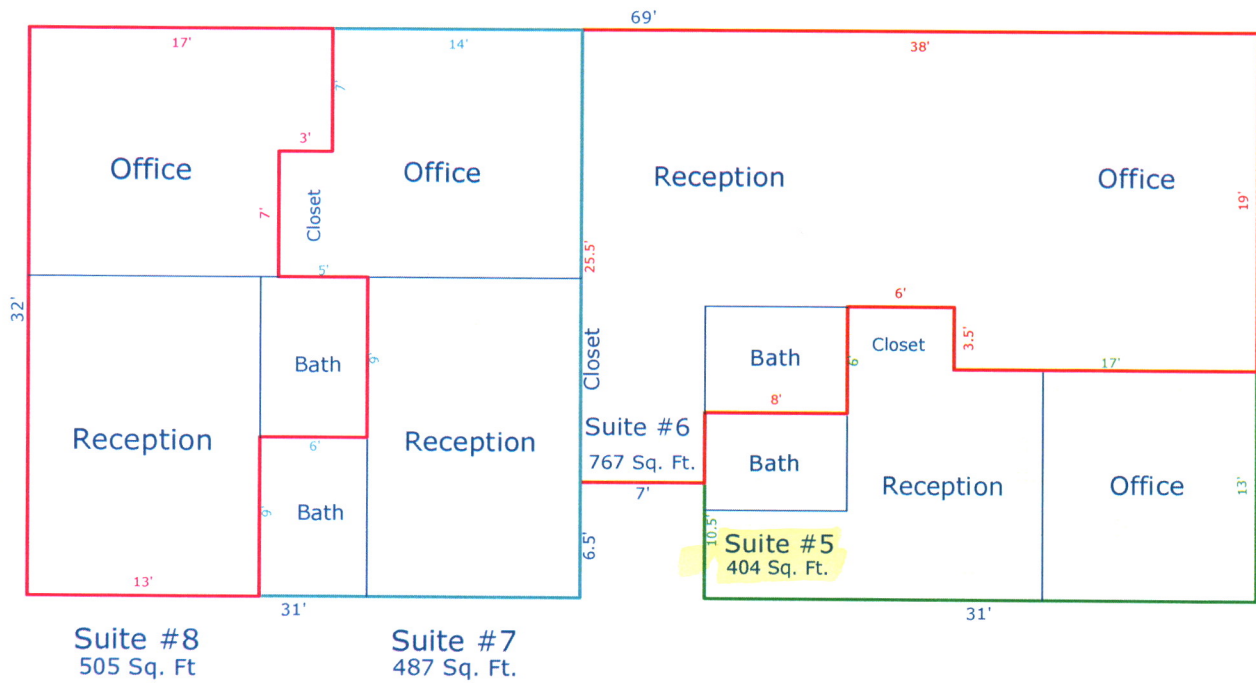 69'
17'
14'
38'
7'
3'
Office
Office
Reception
Office
7'
Closet
19'
25.5'
5'
32'
6'
3.5'
Closet
Bath
9'
Closet
Bath
6'
17'
8'
Reception
Reception
Suite #6
767 Sq. Ft.
6'
Bath
7'
Reception
Office
13'
9'
Bath
6.5'
10.5'
Suite #5
404 Sq. Ft.
13'
31'
31'
Suite #8
505 Sq. Ft
Suite #7
487 Sq. Ft.